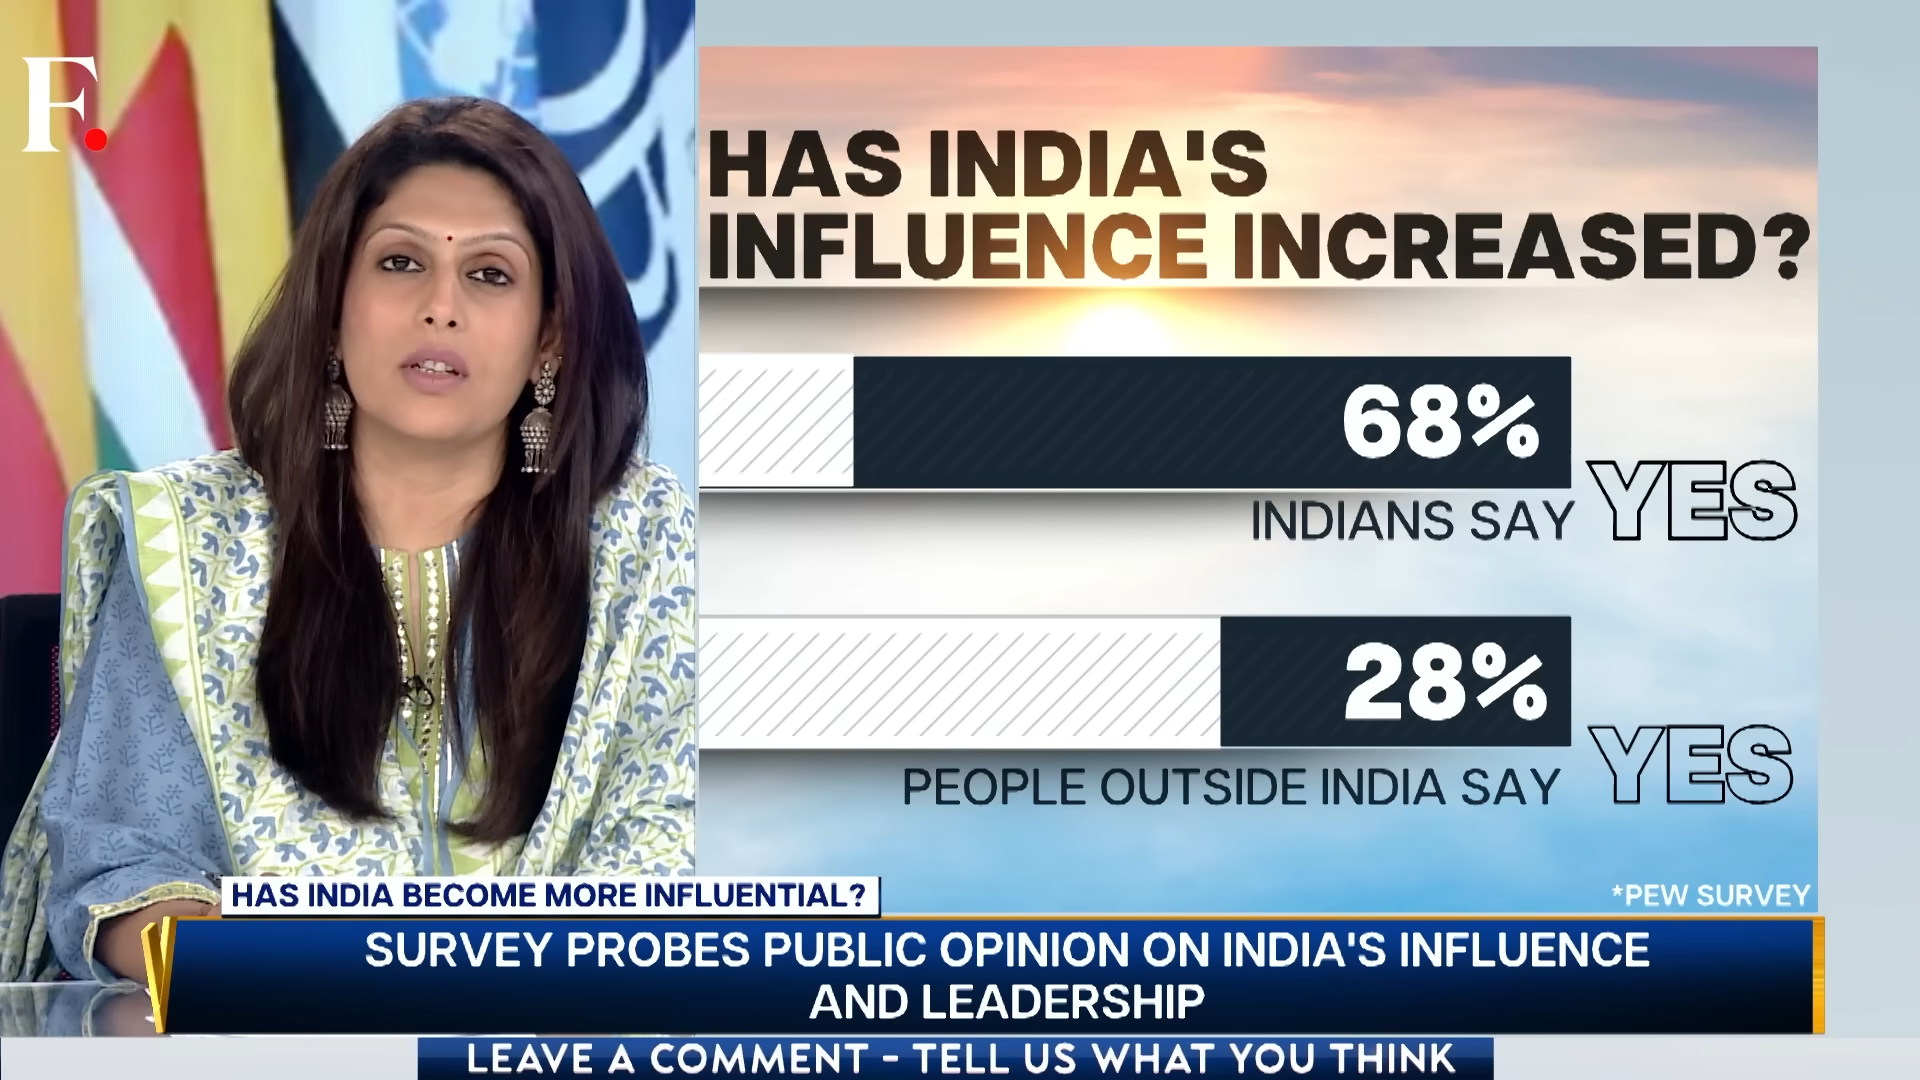 F.
HAS INDIA'S
INFLUENCE INCREASED?
68%
INDIANS SAY YES
28%
PEOPLE OUTSIDE INDIA SAY YES
*PEW SURVEY
HAS INDIA BECOME MORE INFLUENTIAL?
SURVEY PROBES PUBLIC OPINION ON INDIA'S INFLUENCE
AND LEADERSHIP
LEAVE A COMMENT - TELL US WHAT YOU THINK